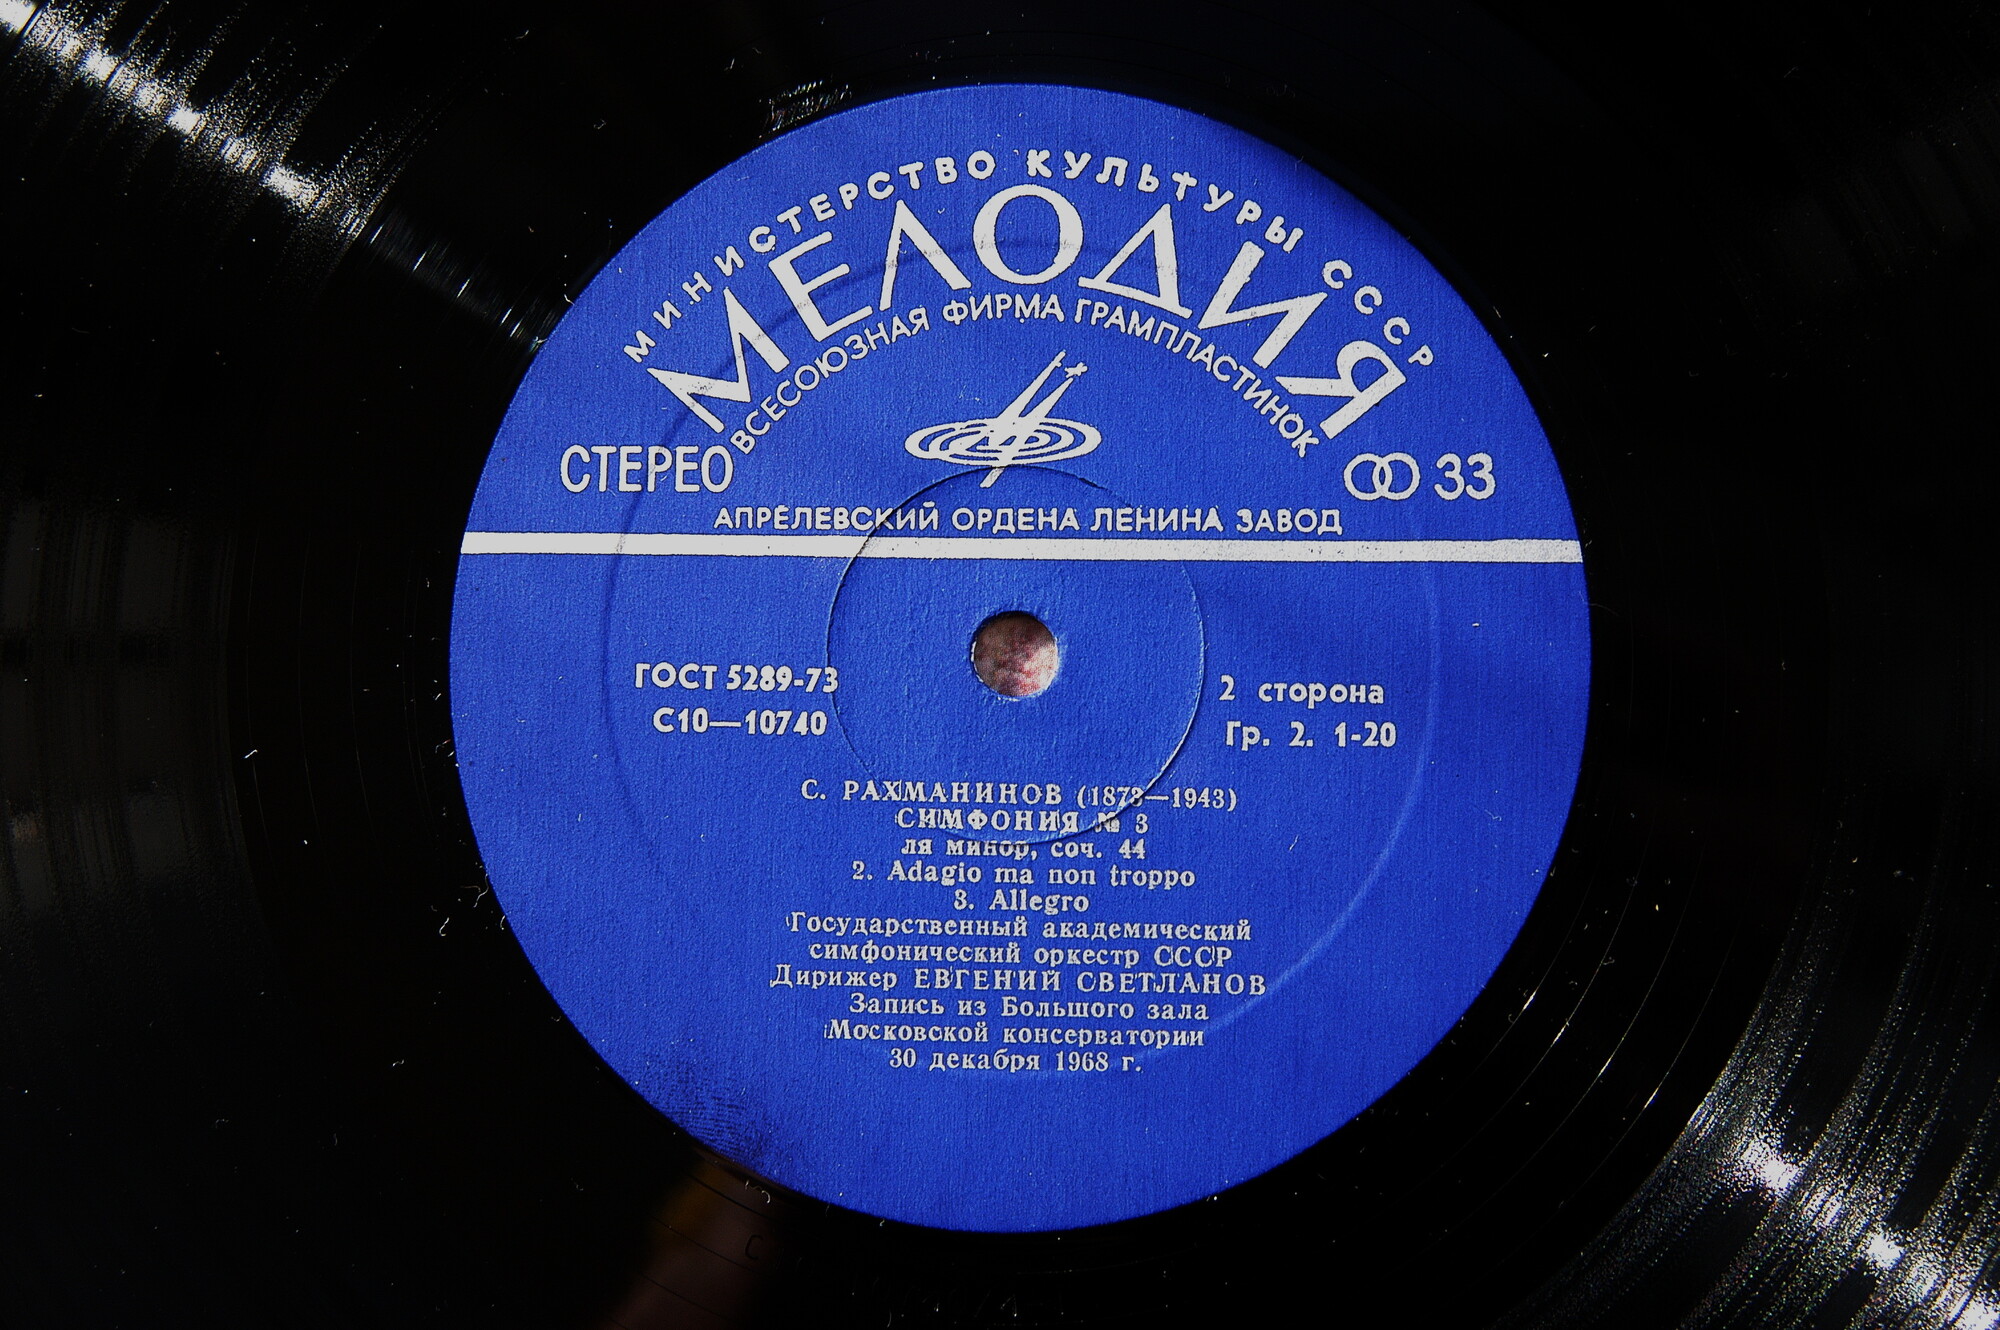 МИНИСТЕРСТВО КУЛЬТУРЫ СССР
МЕЛОДИЯ
ВСЕСОЮЗНАЯ ФИРМА ГРАМПЛАСТИНОК
СТЕРЕО
33
АПРЕЛЕВСКИЙ ОРДЕНА ЛЕНИНА ЗАВОД
ГОСТ 5289-73
С10—10740
2 сторона
Гр. 2. 1-20
С. РАХМАНИНОВ (1873—1943)
СИМФОНИЯ № 3
ля минор, соч. 44
2. Adagio ma non troppo
3. Allegro
Государственный академический
симфонический оркестр СССР
Дирижер ЕВГЕНИЙ СВЕТЛАНОВ
Запись из Большого зала
Московской консерватории
30 декабря 1968 г.